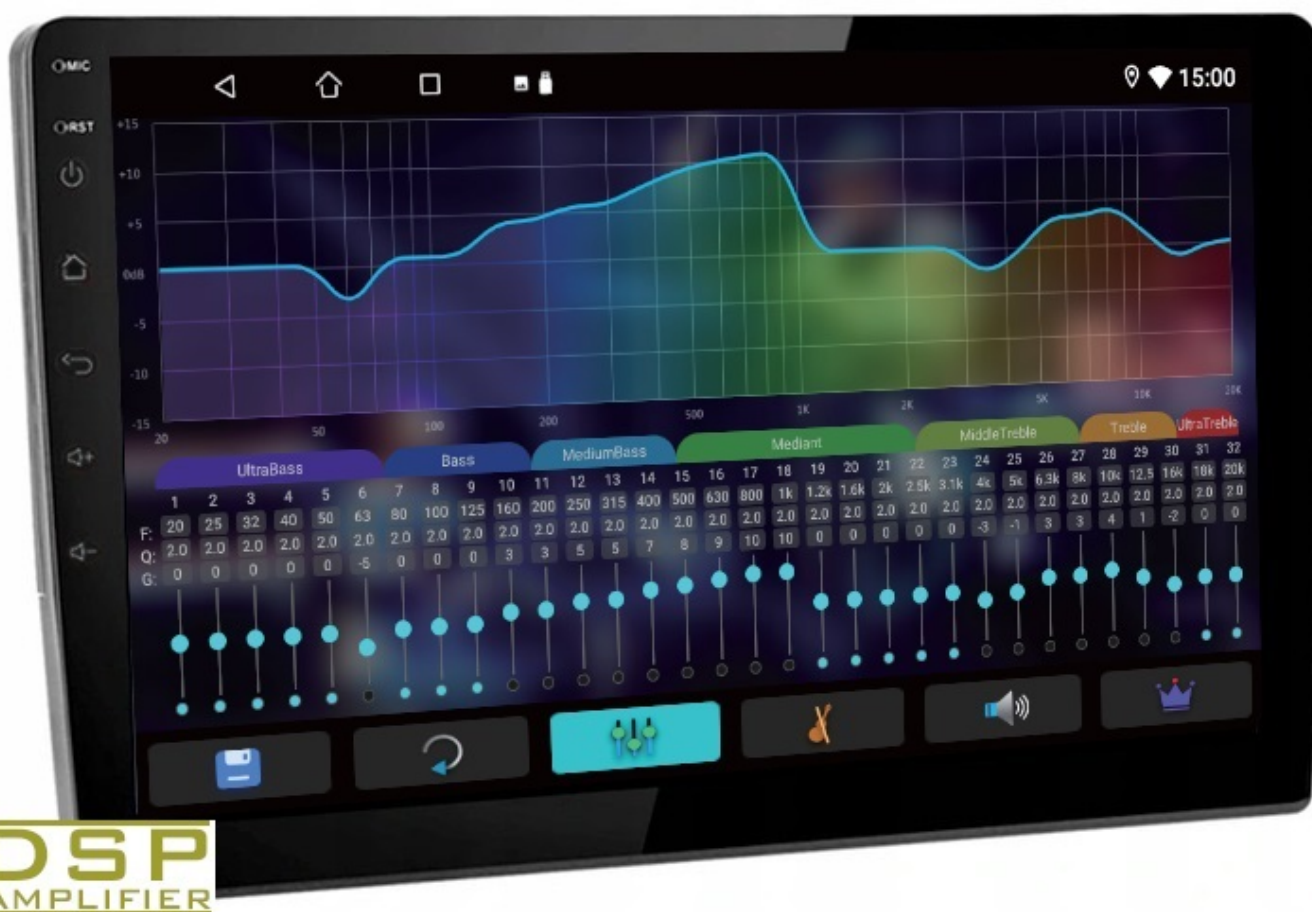 MIC
15:00
RST
+15
+10
+5
0dB
-5
-10
-15
20 50 100 200 500 1K 2K 5K 10K 20K
UltraBass Bass MediumBass Mediant MiddleTreble Treble UltraTreble
1 2 3 4 5 6 7 8 9 10 11 12 13 14 15 16 17 18 19 20 21 22 23 24 25 26 27 28 29 30 31 32
F: 20 25 32 40 50 63 80 100 125 160 200 250 315 400 500 630 800 1k 1.2k 1.6k 2k 2.5k 3.1k 4k 5k 6.3k 8k 10k 12.5 16k 18k 20k
Q: 2.0 2.0 2.0 2.0 2.0 2.0 2.0 2.0 2.0 2.0 2.0 2.0 2.0 2.0 2.0 2.0 2.0 2.0 2.0 2.0 2.0 2.0 2.0 2.0 2.0 2.0 2.0 2.0 2.0 2.0 2.0 2.0
G: 0 0 0 0 0 -5 0 0 0 3 3 5 5 7 8 9 10 10 0 0 0 0 0 -3 -1 3 3 4 1 -2 0 0
DSP
AMPLIFIER